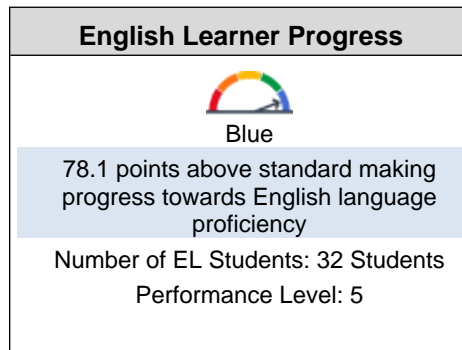 English Learner Progress
Blue
78.1 points above standard making
progress towards English language
proficiency
Number of EL Students: 32 Students
Performance Level: 5